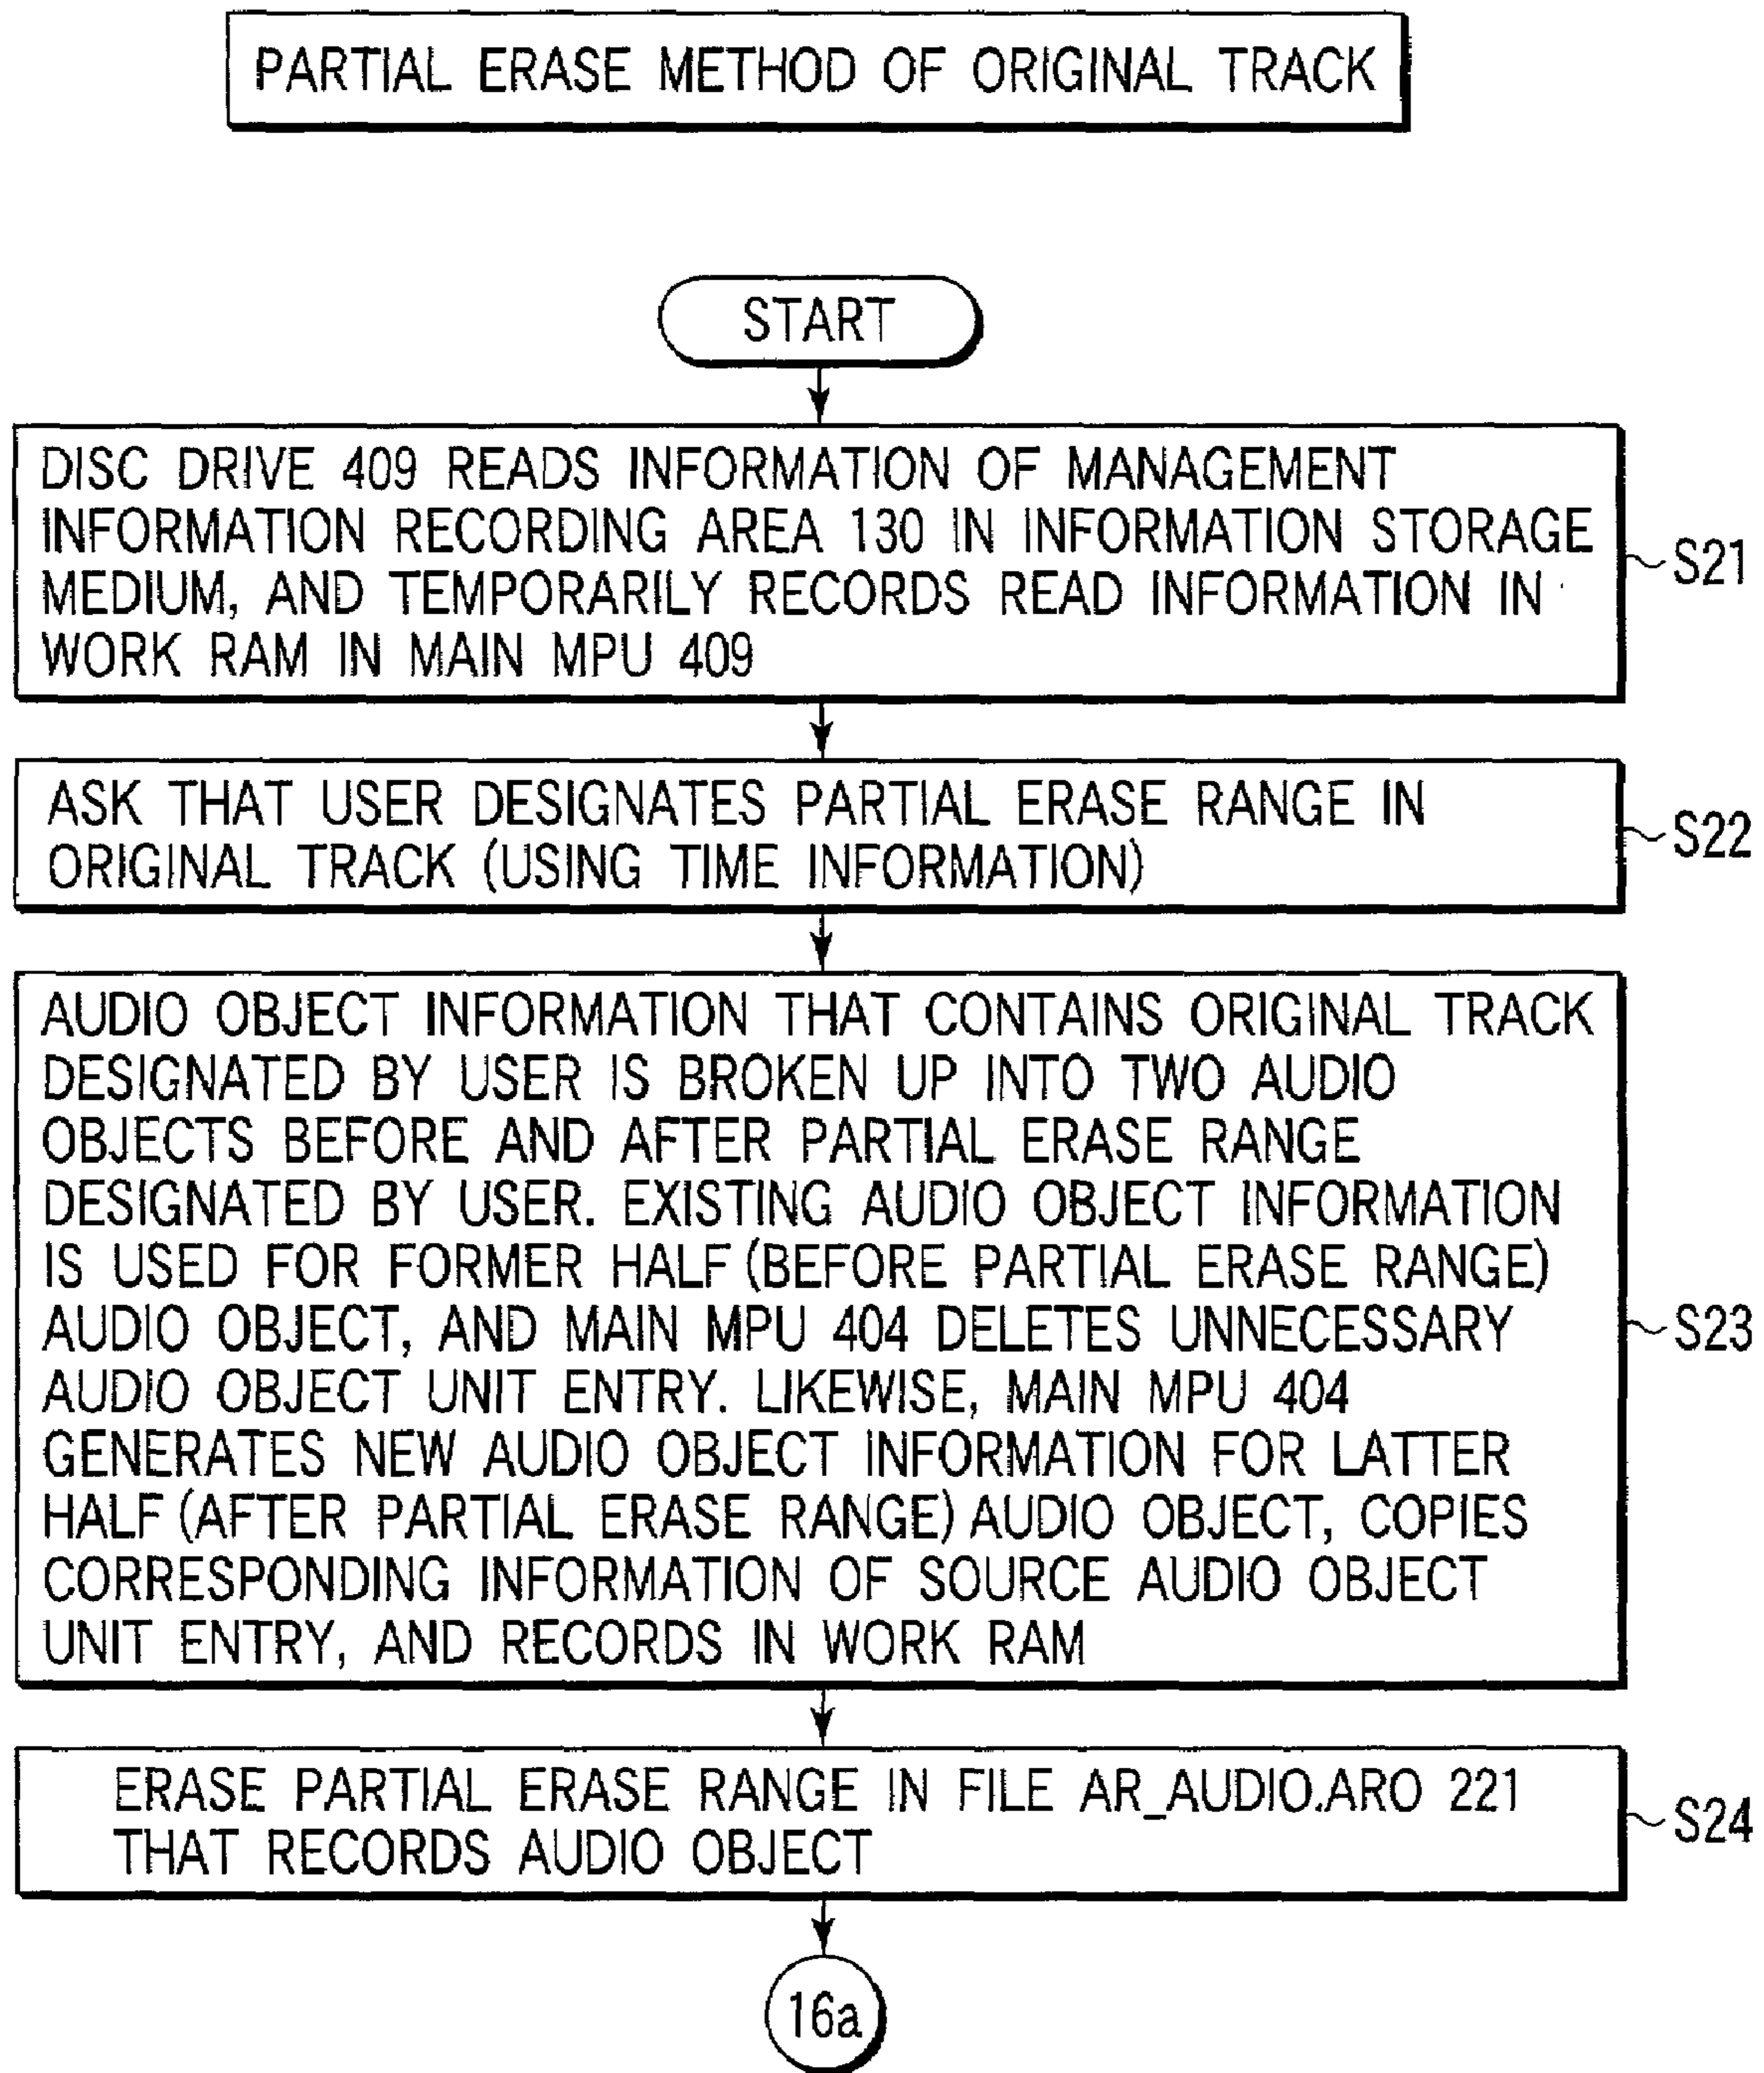 PARTIAL ERASE METHOD OF ORIGINAL TRACK
START
DISC DRIVE 409 READS INFORMATION OF MANAGEMENT
INFORMATION RECORDING AREA 130 IN INFORMATION STORAGE
MEDIUM, AND TEMPORARILY RECORDS READ INFORMATION IN
WORK RAM IN MAIN MPU 409
S21
ASK THAT USER DESIGNATES PARTIAL ERASE RANGE IN
ORIGINAL TRACK (USING TIME INFORMATION)
S22
AUDIO OBJECT INFORMATION THAT CONTAINS ORIGINAL TRACK
DESIGNATED BY USER IS BROKEN UP INTO TWO AUDIO
OBJECTS BEFORE AND AFTER PARTIAL ERASE RANGE
DESIGNATED BY USER. EXISTING AUDIO OBJECT INFORMATION
IS USED FOR FORMER HALF (BEFORE PARTIAL ERASE RANGE)
AUDIO OBJECT, AND MAIN MPU 404 DELETES UNNECESSARY
AUDIO OBJECT UNIT ENTRY. LIKEWISE, MAIN MPU 404
GENERATES NEW AUDIO OBJECT INFORMATION FOR LATTER
HALF (AFTER PARTIAL ERASE RANGE) AUDIO OBJECT, COPIES
CORRESPONDING INFORMATION OF SOURCE AUDIO OBJECT
UNIT ENTRY, AND RECORDS IN WORK RAM
S23
ERASE PARTIAL ERASE RANGE IN FILE AR_AUDIO.ARO 221
THAT RECORDS AUDIO OBJECT
S24
16a